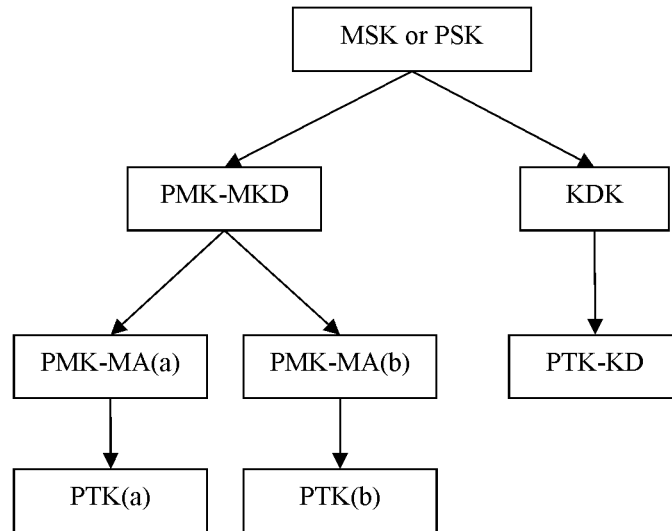 MSK or PSK
PMK-MKD
KDK
PMK-MA(a)
PMK-MA(b)
PTK-KD
PTK(a)
PTK(b)